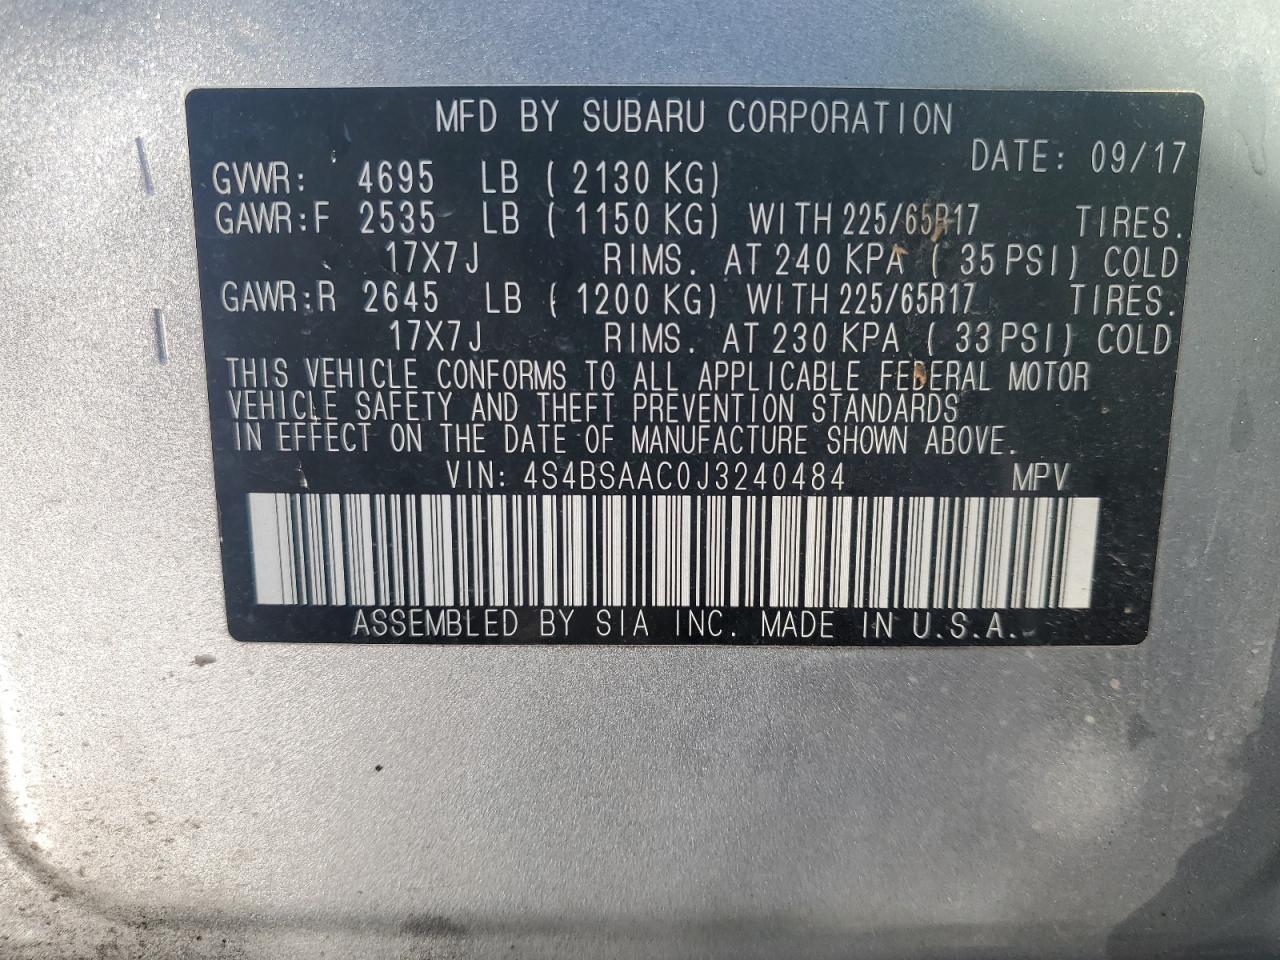 MFD BY SUBARU CORPORATION
DATE: 09/17
GVWR: 4695 LB ( 2130 KG)
GAWR:F 2535 LB ( 1150 KG) WITH 225/65R17 TIRES.
17X7J RIMS. AT 240 KPA ( 35 PSI) COLD
GAWR:R 2645 LB ( 1200 KG) WITH 225/65R17 TIRES.
17X7J RIMS. AT 230 KPA ( 33 PSI) COLD
THIS VEHICLE CONFORMS TO ALL APPLICABLE FEDERAL MOTOR
VEHICLE SAFETY AND THEFT PREVENTION STANDARDS
IN EFFECT ON THE DATE OF MANUFACTURE SHOWN ABOVE.
VIN: 4S4BSAAC0J3240484 MPV
ASSEMBLED BY SIA INC. MADE IN U.S.A.